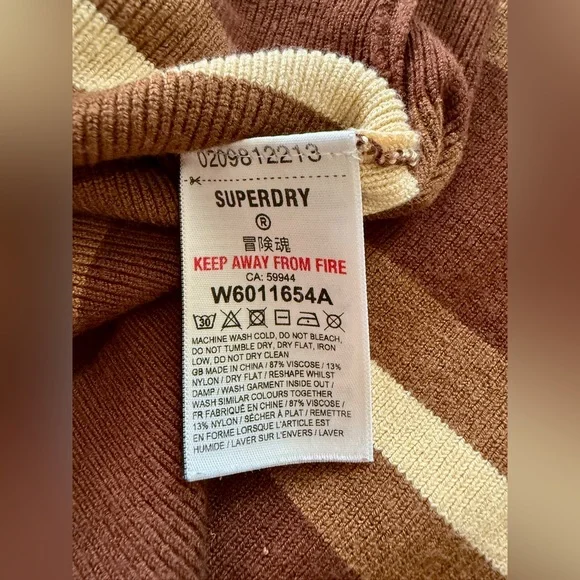 0209812213
SUPERDRY
®
冒険魂
KEEP AWAY FROM FIRE
CA: 59944
W6011654A
30
MACHINE WASH COLD, DO NOT BLEACH,
DO NOT TUMBLE DRY, DRY FLAT, IRON
LOW, DO NOT DRY CLEAN
GB MADE IN CHINA / 87% VISCOSE / 13%
NYLON / DRY FLAT / RESHAPE WHILST
DAMP / WASH GARMENT INSIDE OUT /
WASH SIMILAR COLOURS TOGETHER
FR FABRIQUÉ EN CHINE / 87% VISCOSE /
13% NYLON / SÉCHER À PLAT / REMETTRE
EN FORME LORSQUE L'ARTICLE EST
HUMIDE / LAVER SUR L'ENVERS / LAVER